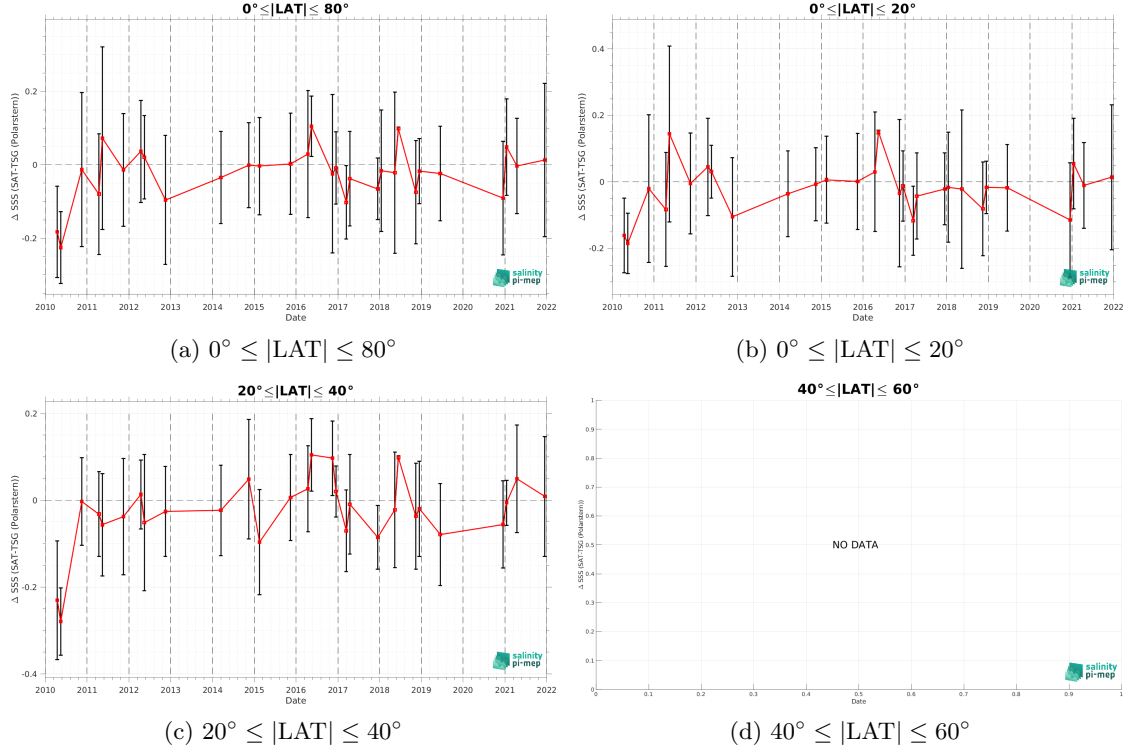 0°≤|LAT|≤ 80°
Δ SSS (SAT-TSG (Polarstern))
0.2
0
-0.2
2010 2011 2012 2013 2014 2015 2016 2017 2018 2019 2020 2021 2022
Date
salinity
pi-mep
(a) 0° ≤ |LAT| ≤ 80°
0°≤|LAT|≤ 20°
Δ SSS (SAT-TSG (Polarstern))
0.4
0.2
0
-0.2
2010 2011 2012 2013 2014 2015 2016 2017 2018 2019 2020 2021 2022
Date
salinity
pi-mep
(b) 0° ≤ |LAT| ≤ 20°
20°≤|LAT|≤ 40°
Δ SSS (SAT-TSG (Polarstern))
0.2
0
-0.2
-0.4
2010 2011 2012 2013 2014 2015 2016 2017 2018 2019 2020 2021 2022
Date
salinity
pi-mep
(c) 20° ≤ |LAT| ≤ 40°
40°≤|LAT|≤ 60°
Δ SSS (SAT-TSG (Polarstern))
1
0.9
0.8
0.7
0.6
0.5
0.4
0.3
0.2
0.1
0
NO DATA
0 0.1 0.2 0.3 0.4 0.5 0.6 0.7 0.8 0.9 1
Date
salinity
pi-mep
(d) 40° ≤ |LAT| ≤ 60°